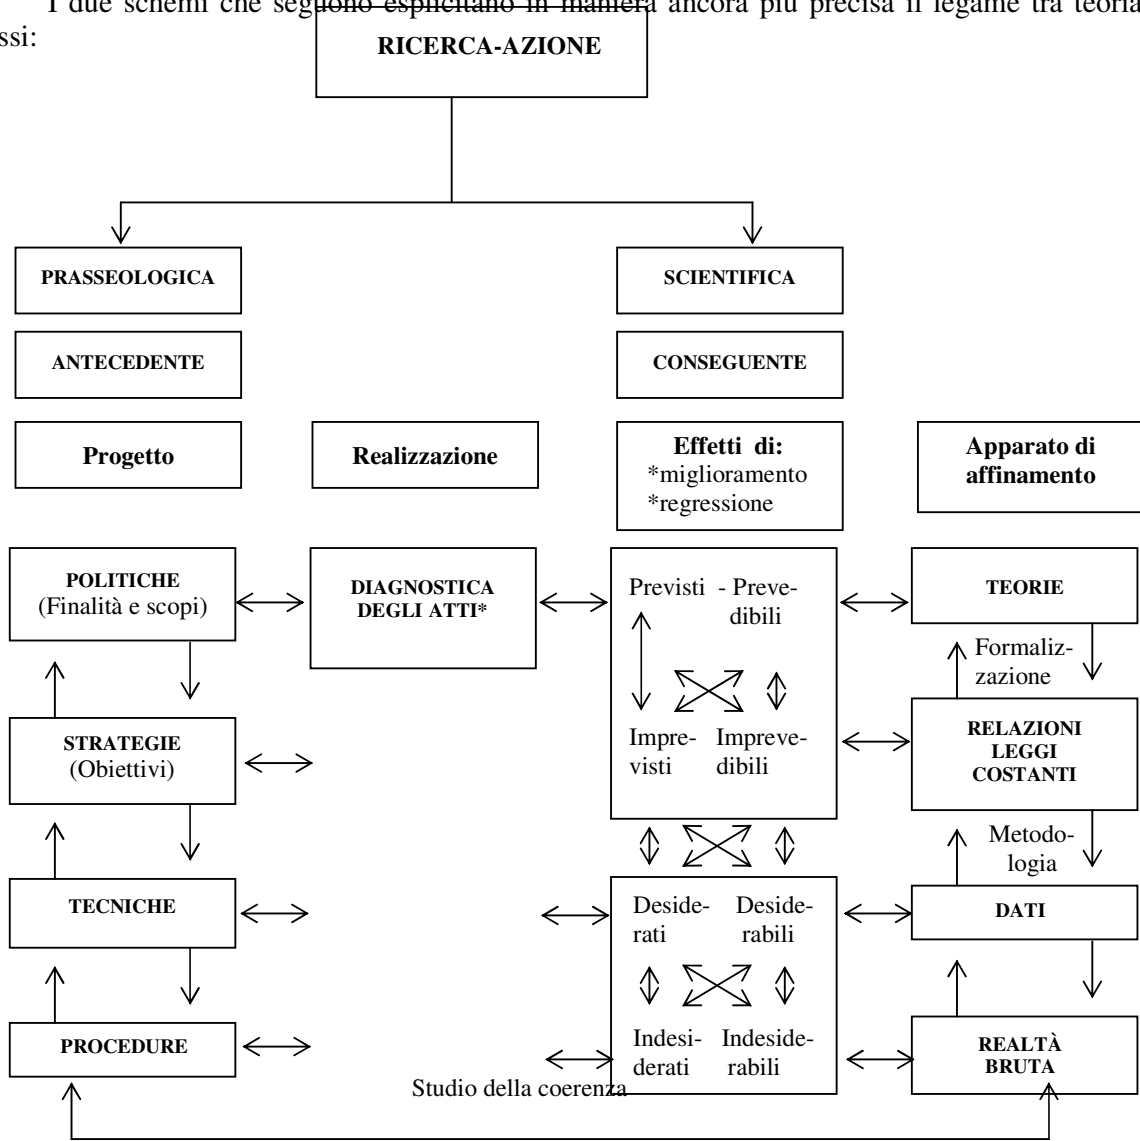 I due schemi che seguono esplicitano in maniera ancora più precisa il legame tra teoria
ssi:
RICERCA-AZIONE
PRASSEOLOGICA
SCIENTIFICA
ANTECEDENTE
CONSEGUENTE
Progetto
Realizzazione
Effetti di:
*miglioramento
*regressione
Apparato di
affinamento
POLITICHE
(Finalità e scopi)
DIAGNOSTICA
DEGLI ATTI*
Previsti - Preve-
dibili
Impre- Impreve-
visti dibili
TEORIE
Formaliz-
zazione
STRATEGIE
(Obiettivi)
RELAZIONI
LEGGI
COSTANTI
Metodo-
logia
TECNICHE
Deside- Deside-
rati rabili
Indesi- Indeside-
derati rabili
DATI
PROCEDURE
REALTÀ
BRUTA
Studio della coerenza